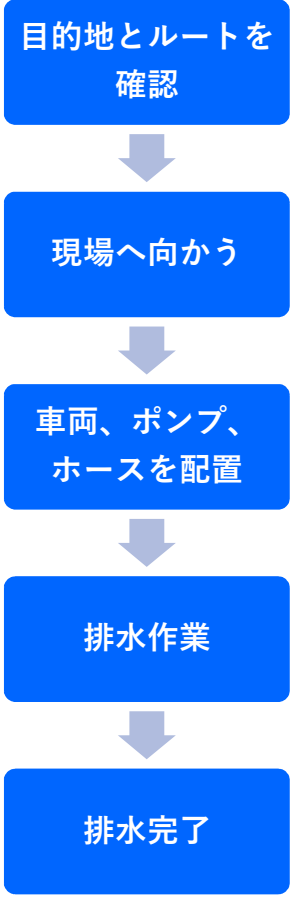 目的地とルートを
確認
現場へ向かう
車両、ポンプ、
ホースを配置
排水作業
排水完了